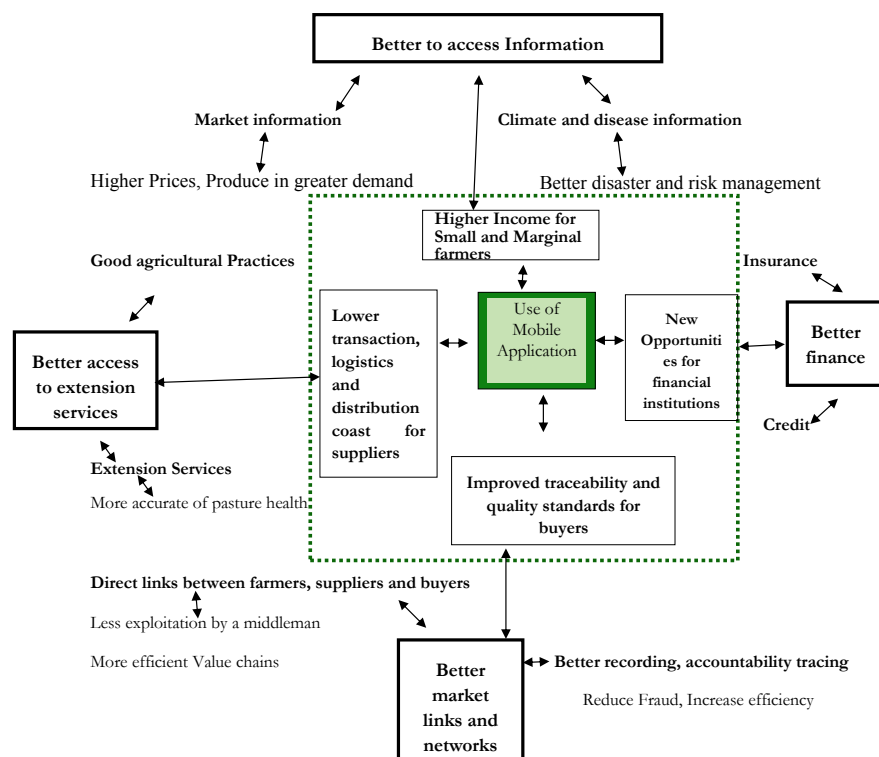 Better to access Information
Market information
Climate and disease information
Higher Prices, Produce in greater demand
Better disaster and risk management
Higher Income for
Small and Marginal
farmers
Good agricultural Practices
Insurance
Lower
transaction,
logistics
and
distribution
coast for
suppliers
Use of
Mobile
Application
New
Opportuniti
es for
financial
institutions
Better access
to extension
services
Better
finance
Credit
Extension Services
More accurate of pasture health
Improved traceability and
quality standards for
buyers
Direct links between farmers, suppliers and buyers
Less exploitation by a middleman
More efficient Value chains
Better
market
links and
networks
Better recording, accountability tracing
Reduce Fraud, Increase efficiency